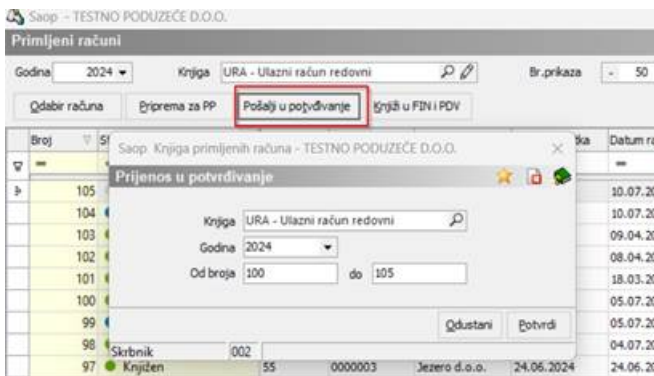 Saop - TESTNO PODUZEĆE D.O.O.
Primljeni računi
Godina 2024 Knjiga URA - Ulazni račun redovni Br.prikaza - 50
Odabir računa Priprema za PP Pošalji u potvđivanje Knjiži u FIN i PDV
Broj Datum
Saop Knjiga primljenih računa - TESTNO PODUZEĆE D.O.O.
Prijenos u potvrđivanje
105 10.07.20
104 10.07.20
103 09.04.20
102 08.04.20
101 18.03.20
100 05.07.20
99 05.07.20
98 04.07.20
Knjiga URA - Ulazni račun redovni
Godina 2024
Od broja 100 do 105
Odustani Potvrdi
Skrbnik 002
97 Knjižen 55 0000003 Jezero d.o.o. 24.06.2024 24.06.20